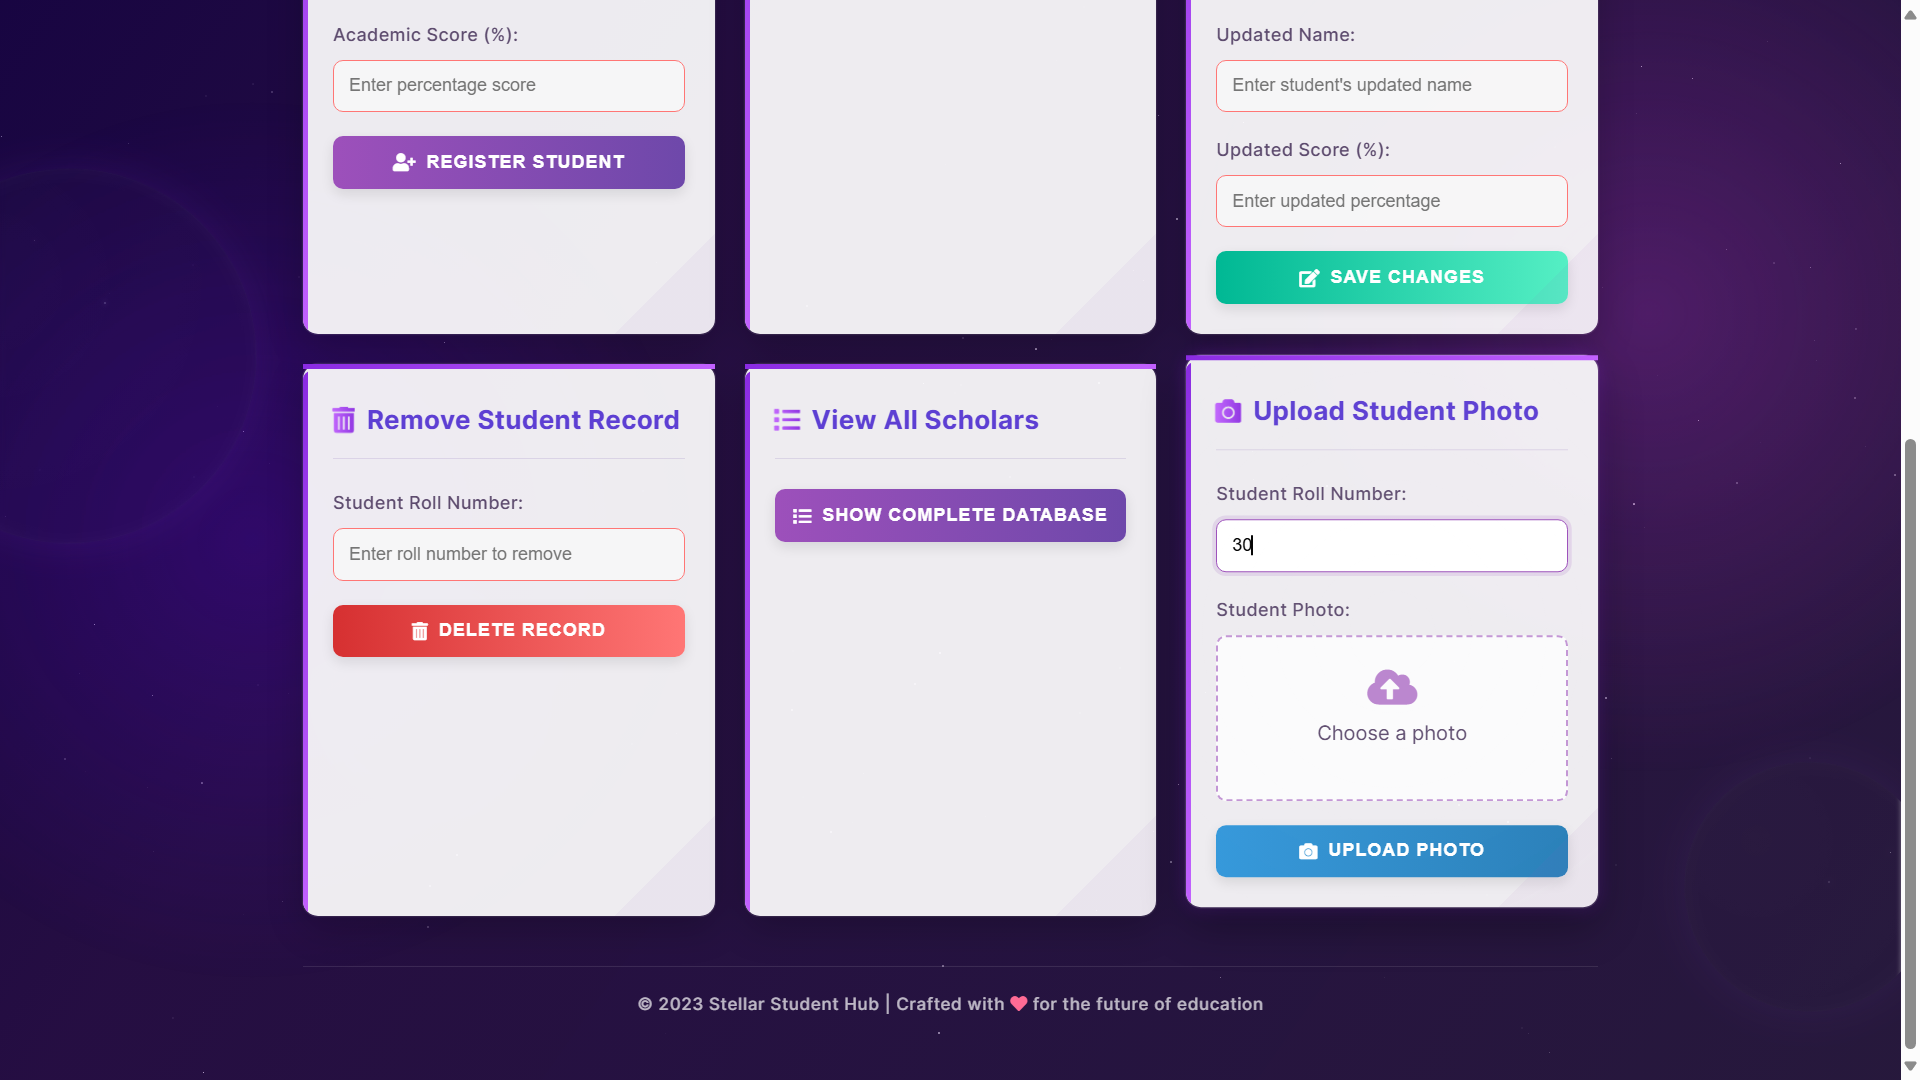 Academic Score (%):
Enter percentage score
REGISTER STUDENT
Updated Name:
Enter student's updated name
Updated Score (%):
Enter updated percentage
SAVE CHANGES
Remove Student Record
Student Roll Number:
Enter roll number to remove
DELETE RECORD
View All Scholars
SHOW COMPLETE DATABASE
Upload Student Photo
Student Roll Number:
30
Student Photo:
Choose a photo
UPLOAD PHOTO
© 2023 Stellar Student Hub | Crafted with ❤ for the future of education